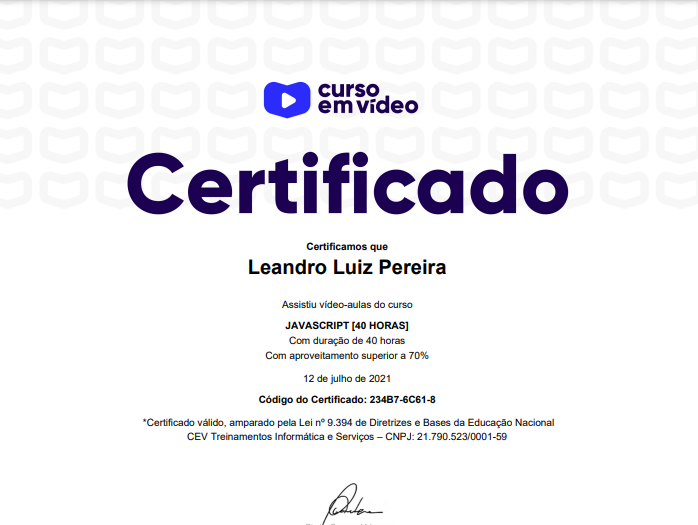 curso
em vídeo
Certificado
Certificamos que
Leandro Luiz Pereira
Assistiu vídeo-aulas do curso
JAVASCRIPT [40 HORAS]
Com duração de 40 horas
Com aproveitamento superior a 70%
12 de julho de 2021
Código do Certificado: 234B7-6C61-8
*Certificado válido, amparado pela Lei nº 9.394 de Diretrizes e Bases da Educação Nacional
CEV Treinamentos Informática e Serviços – CNPJ: 21.790.523/0001-59